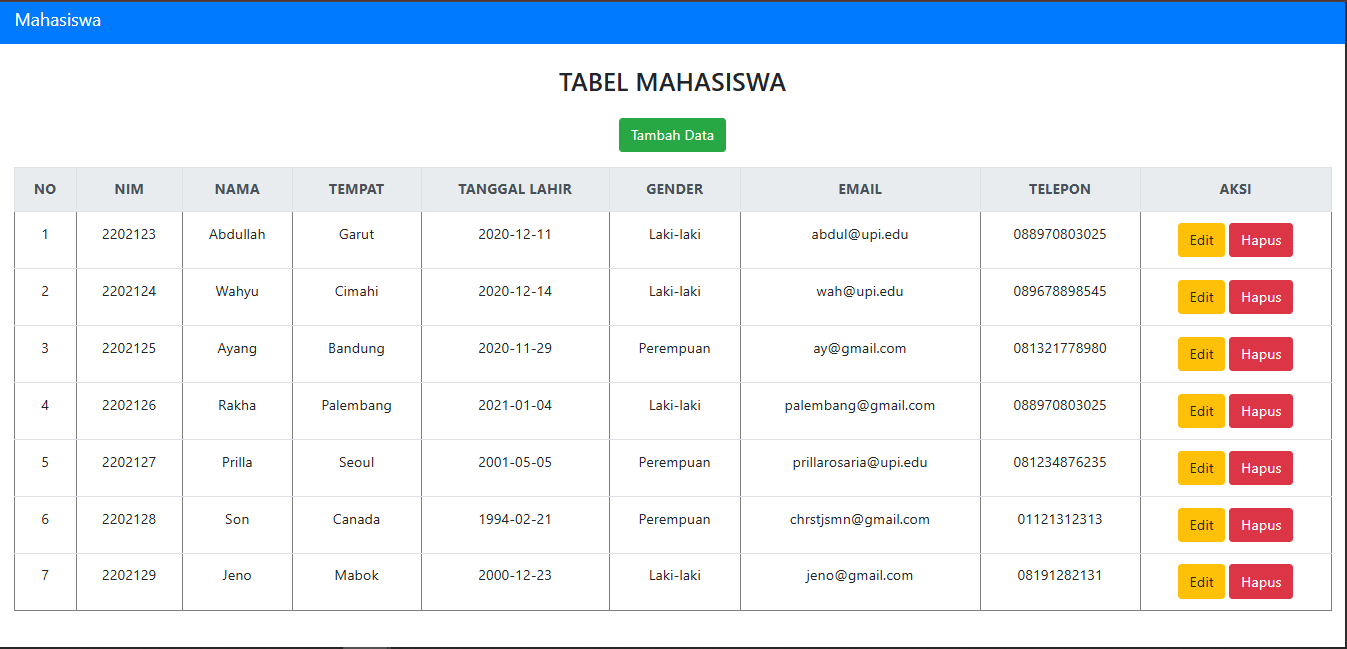 Mahasiswa
TABEL MAHASISWA
Tambah Data
NO NIM NAMA TEMPAT TANGGAL LAHIR GENDER EMAIL TELEPON AKSI
1 2202123 Abdullah Garut 2020-12-11 Laki-laki abdul@upi.edu 088970803025 Edit Hapus
2 2202124 Wahyu Cimahi 2020-12-14 Laki-laki wah@upi.edu 089678898545 Edit Hapus
3 2202125 Ayang Bandung 2020-11-29 Perempuan ay@gmail.com 081321778980 Edit Hapus
4 2202126 Rakha Palembang 2021-01-04 Laki-laki palembang@gmail.com 088970803025 Edit Hapus
5 2202127 Prilla Seoul 2001-05-05 Perempuan prillarosaria@upi.edu 081234876235 Edit Hapus
6 2202128 Son Canada 1994-02-21 Perempuan chrstjsmn@gmail.com 01121312313 Edit Hapus
7 2202129 Jeno Mabok 2000-12-23 Laki-laki jeno@gmail.com 08191282131 Edit Hapus